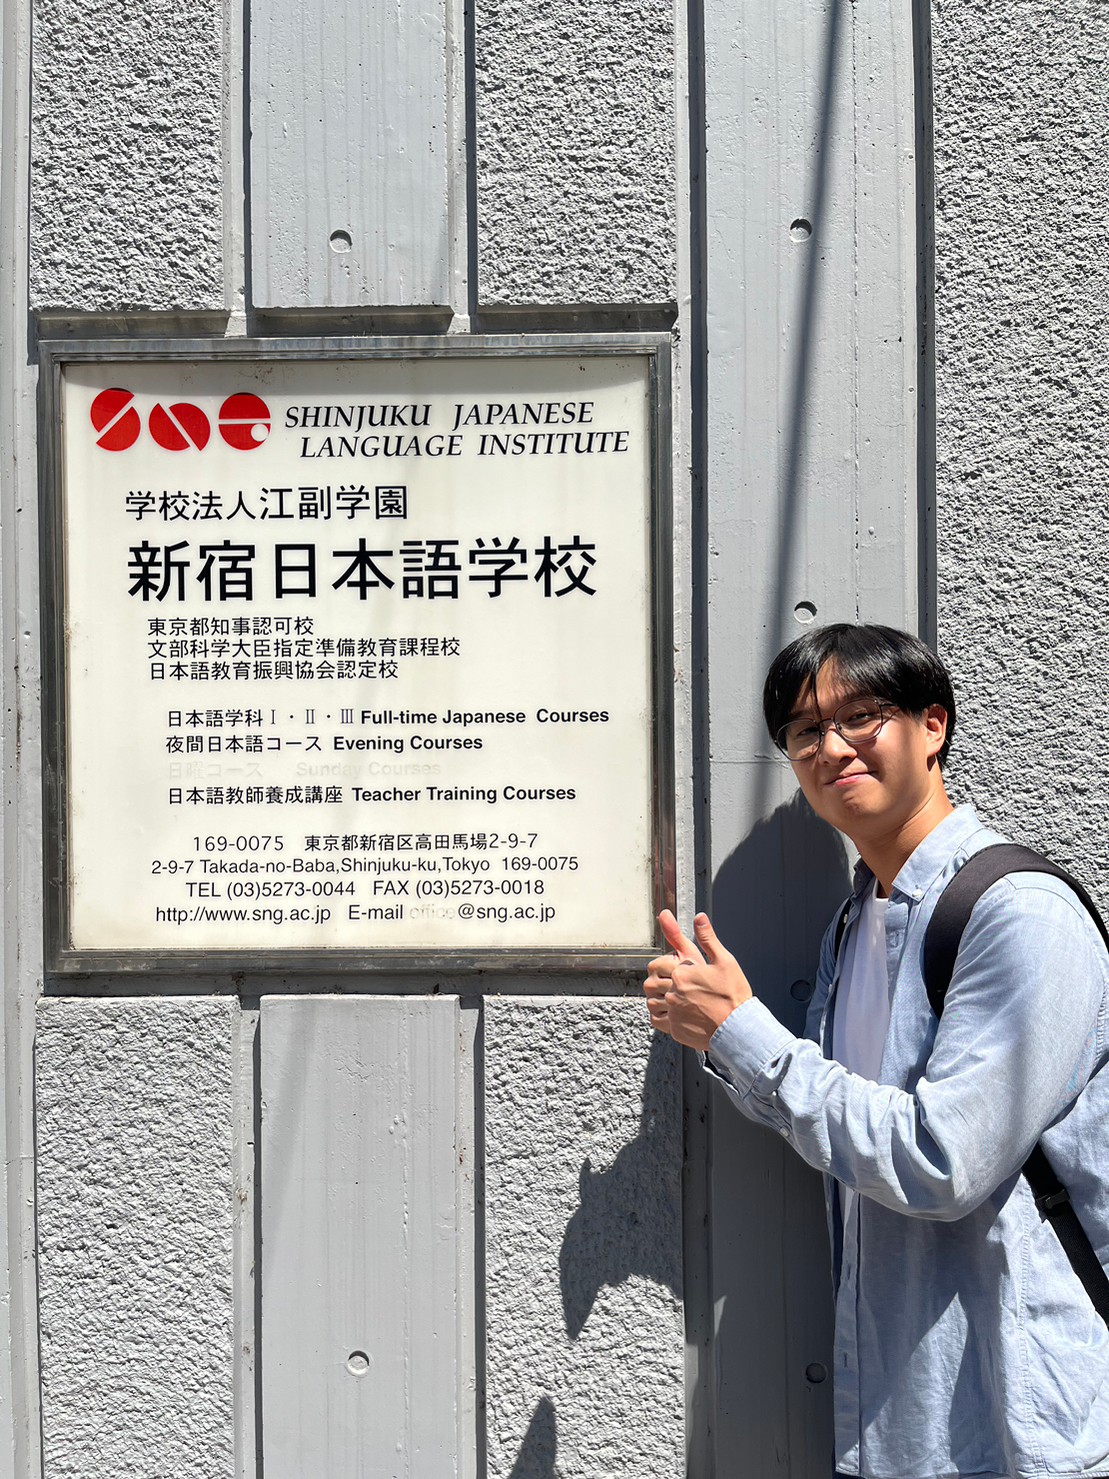 SNG SHINJUKU JAPANESE
LANGUAGE INSTITUTE
学校法人江副学園
新宿日本語学校
東京都知事認可校
文部科学大臣指定準備教育課程校
日本語教育振興協会認定校
日本語学科Ⅰ・Ⅱ・Ⅲ Full-time Japanese Courses
夜間日本語コース Evening Courses
日曜コース Sunday Courses
日本語教師養成講座 Teacher Training Courses
169-0075 東京都新宿区高田馬場2-9-7
2-9-7 Takada-no-Baba,Shinjuku-ku,Tokyo 169-0075
TEL (03)5273-0044 FAX (03)5273-0018
http://www.sng.ac.jp E-mail office@sng.ac.jp